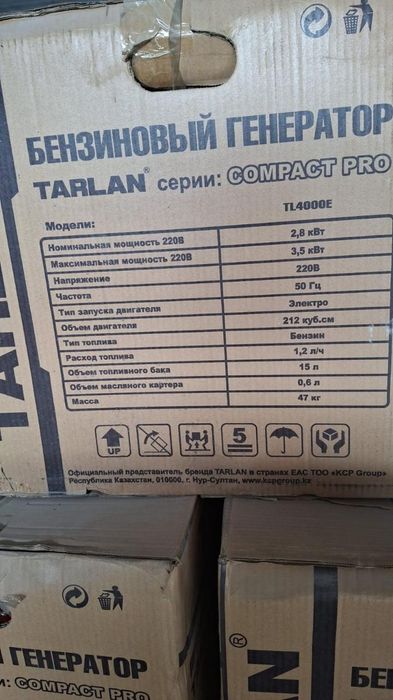 БЕНЗИНОВЫЙ ГЕНЕРАТОР
TARLAN® серии: COMPACT PRO
Модели: TL4000E
Номинальная мощность 220В 2,8 кВт
Максимальная мощность 220В 3,5 кВт
Напряжение 220В
Частота 50 Гц
Тип запуска двигателя Электро
Объем двигателя 212 куб.см
Тип топлива Бензин
Расход топлива 1,2 л/ч
Объем топливного бака 15 л
Объем масляного картера 0,6 л
Масса 47 кг
UP
5
Официальный представитель бренда TARLAN в странах ЕАС ТОО «KCP Group»
Республика Казахстан, 010000, г. Нур-Султан, www.kcpgroup.kz
ГЕНЕРАТОР
COMPACT PRO
®
БЕН